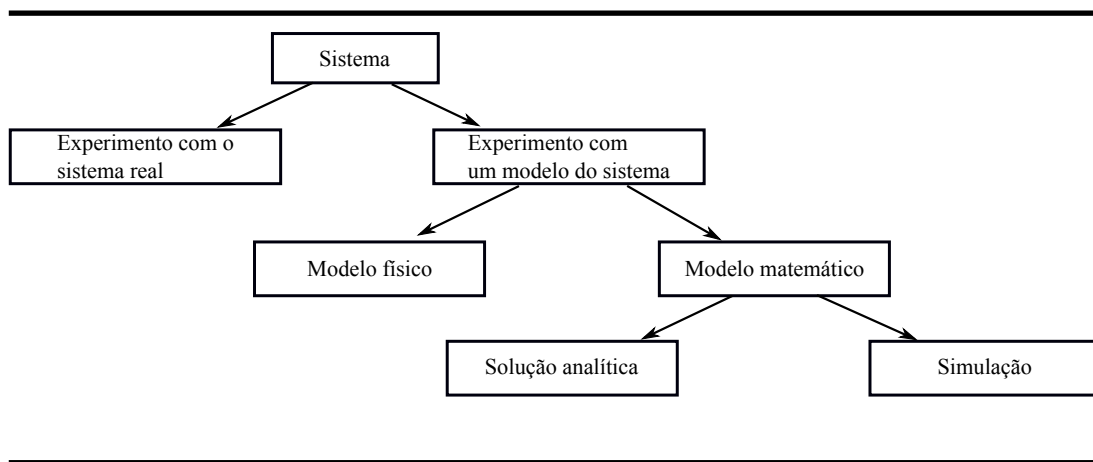 Sistema
Experimento com o
sistema real
Experimento com
um modelo do sistema
Modelo físico
Modelo matemático
Solução analítica
Simulação